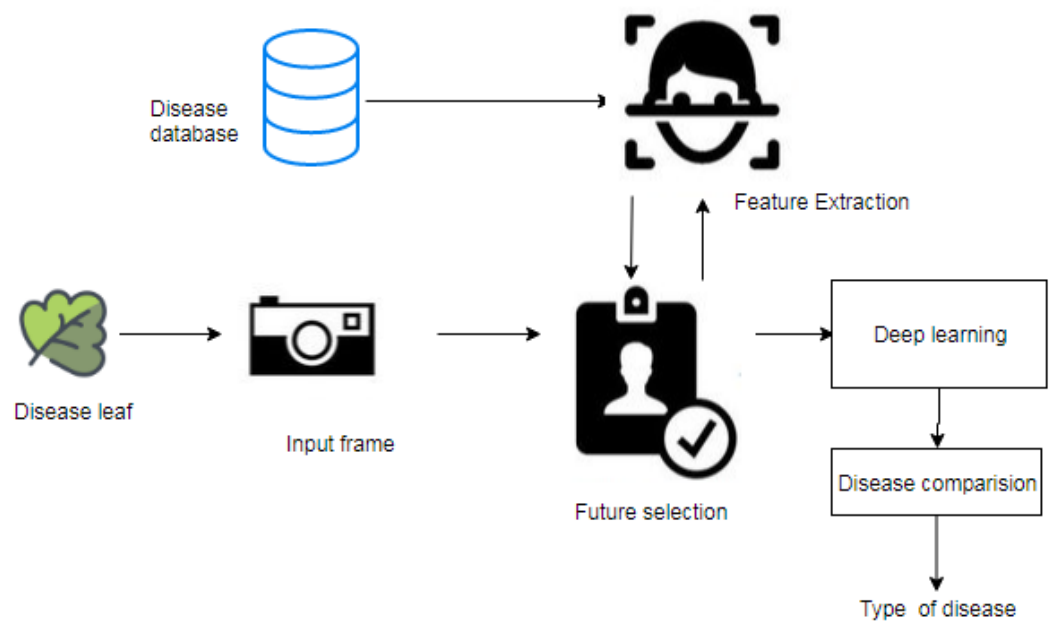 Disease
database
Feature Extraction
Deep learning
Disease leaf
Input frame
Disease comparision
Future selection
Type of disease